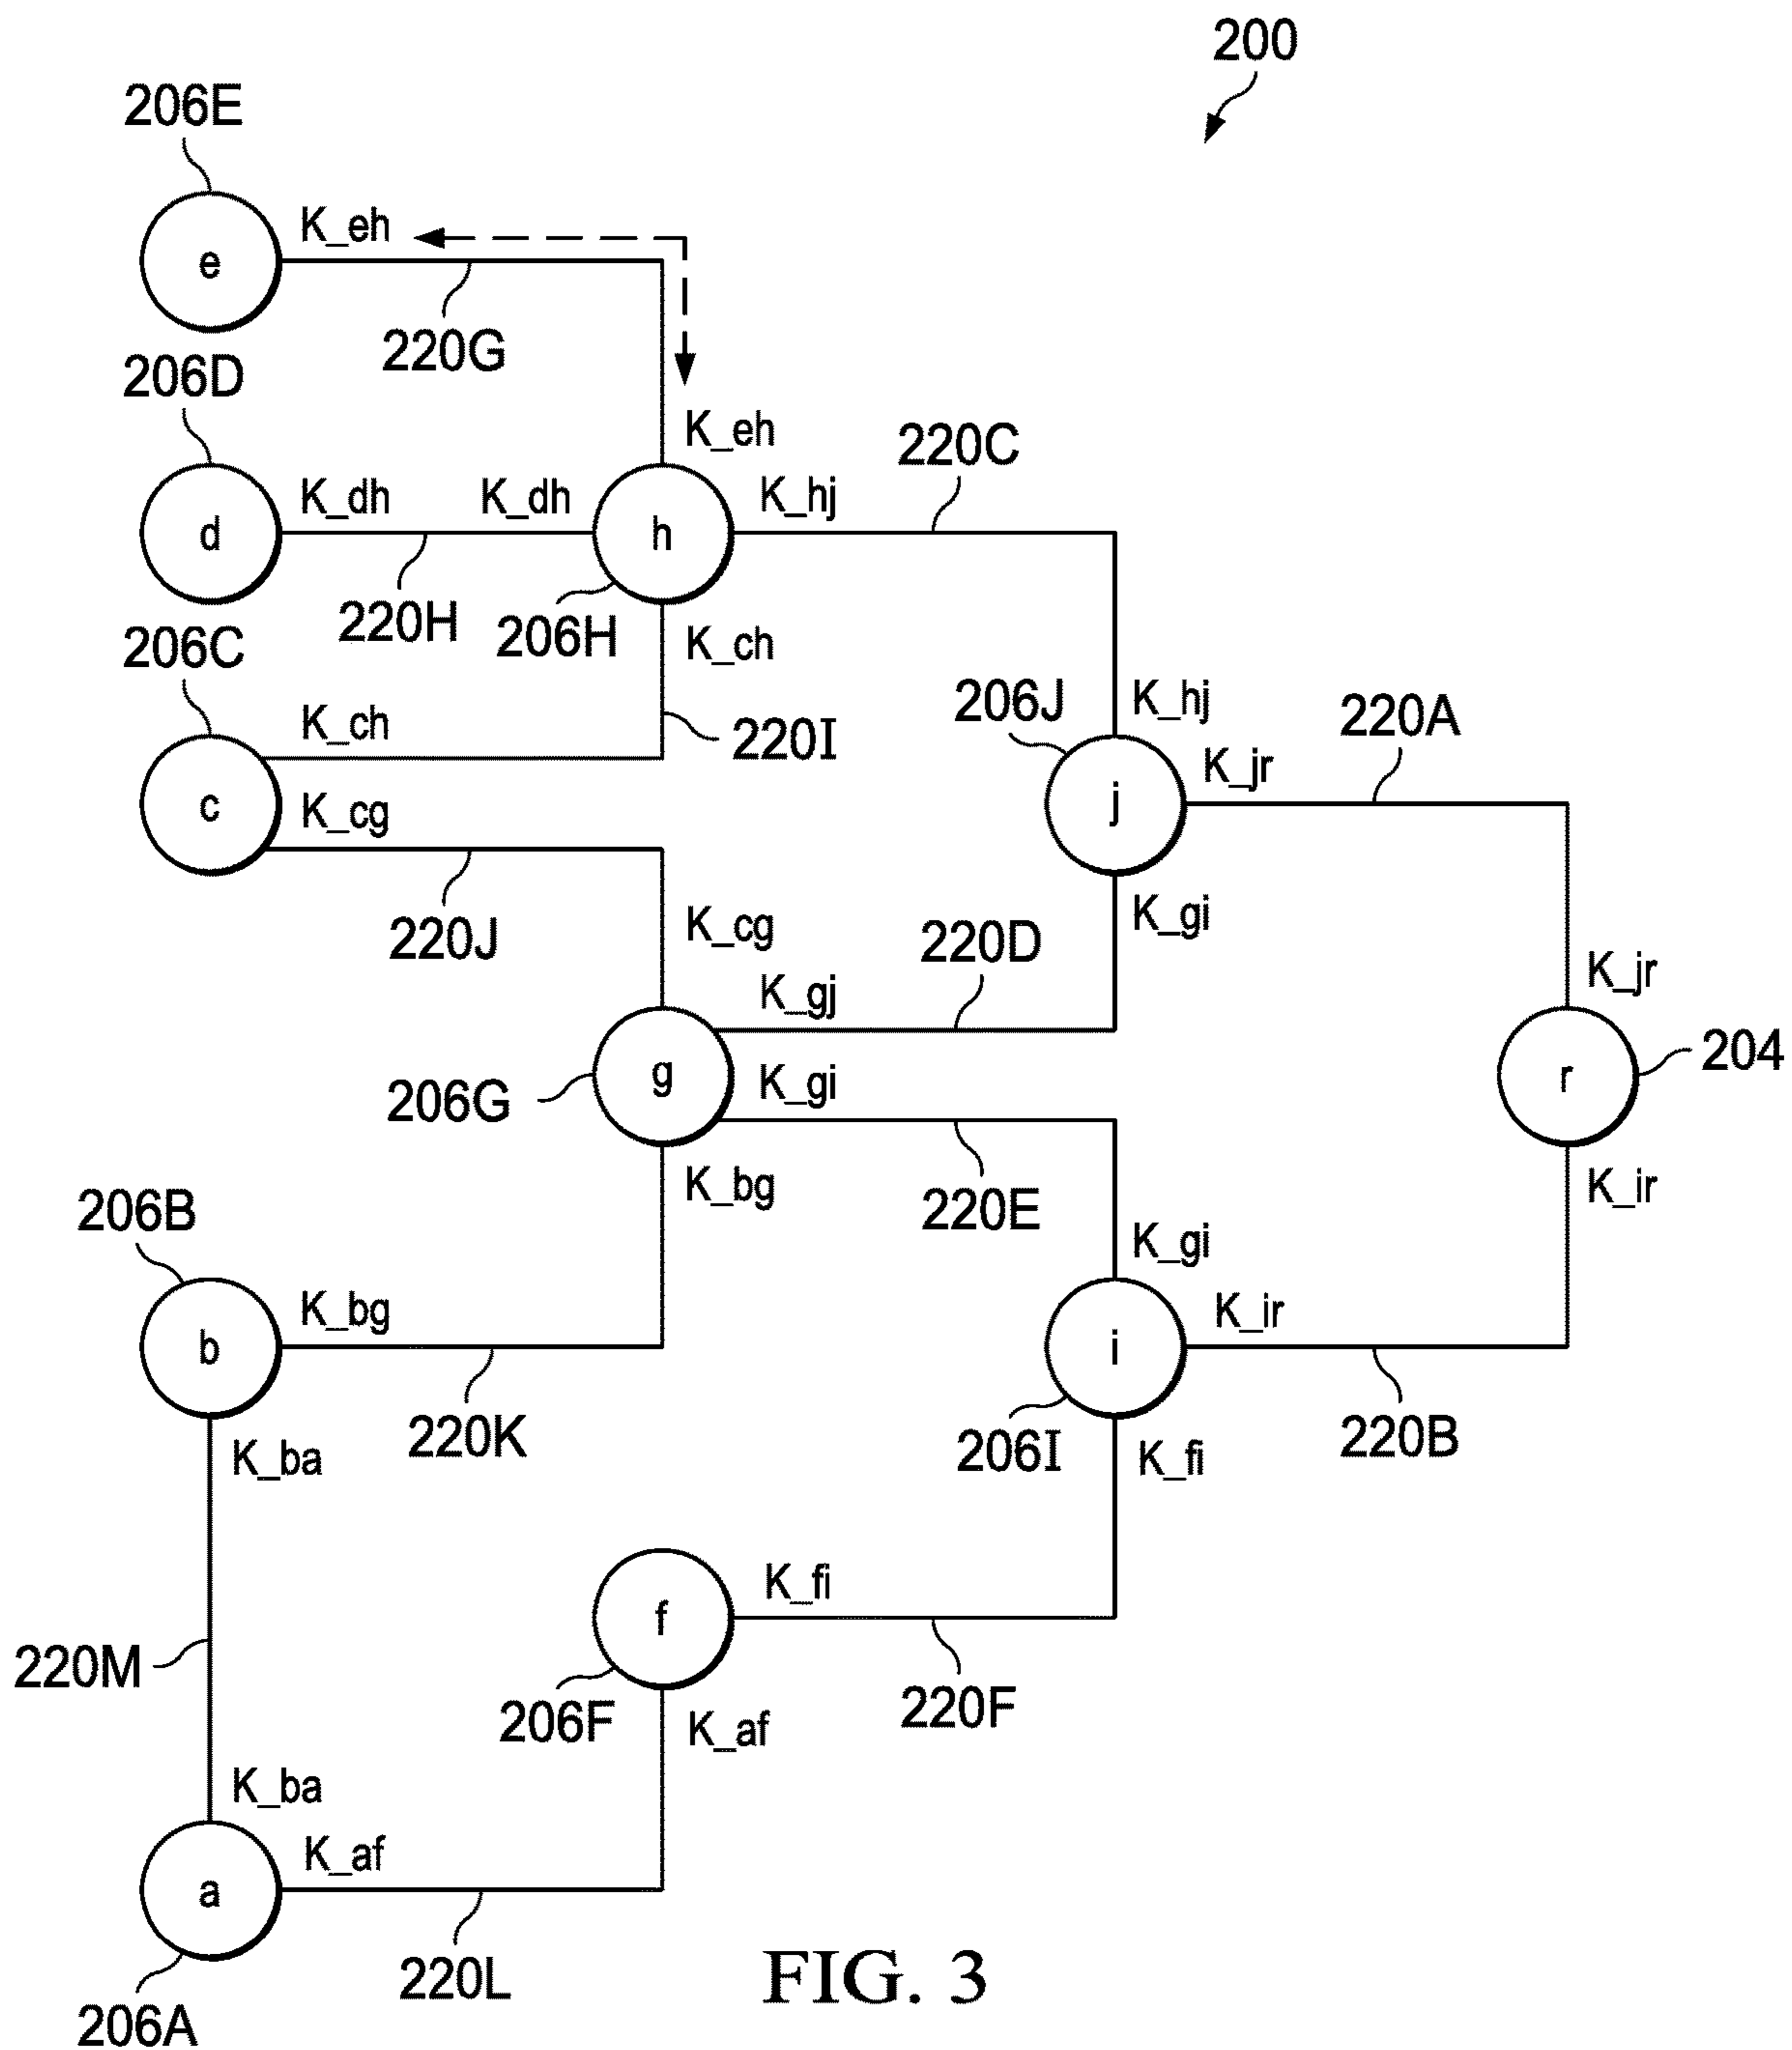 200
206E
K_eh
e
220G
206D
K_eh
220C
K_dh
K_dh
K_hj
d
h
220H
206H
206C
K_ch
K_hj
206J
220A
K_ch
220I
K_jr
c
j
K_cg
K_gi
220J
K_cg
220D
K_gj
K_jr
204
g
r
206G
K_gi
K_bg
K_ir
206B
220E
K_gi
K_bg
K_ir
b
i
220K
206I
220B
K_ba
K_fi
K_fi
f
220M
206F
220F
K_af
K_ba
K_af
a
220L
206A
FIG. 3